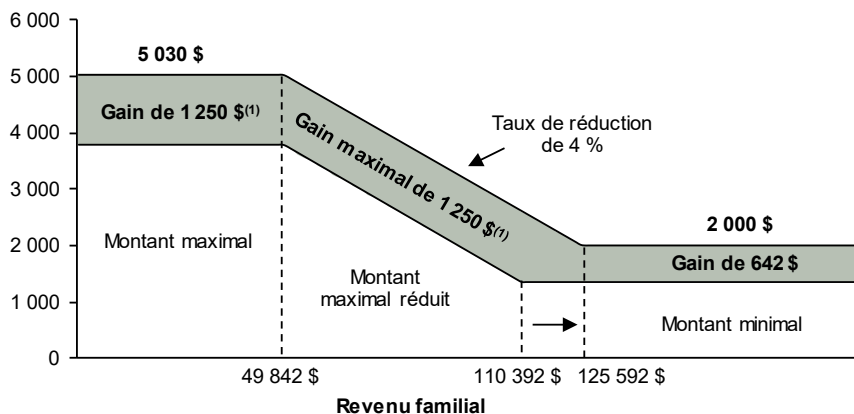 6 000
5 000
4 000
3 000
2 000
1 000
0
5 030 $
Gain de 1 250 $(1)
Gain maximal de 1 250 $(1)
Taux de réduction
de 4 %
2 000 $
Gain de 642 $
Montant maximal
Montant
maximal réduit
Montant minimal
49 842 $
110 392 $
125 592 $
Revenu familial